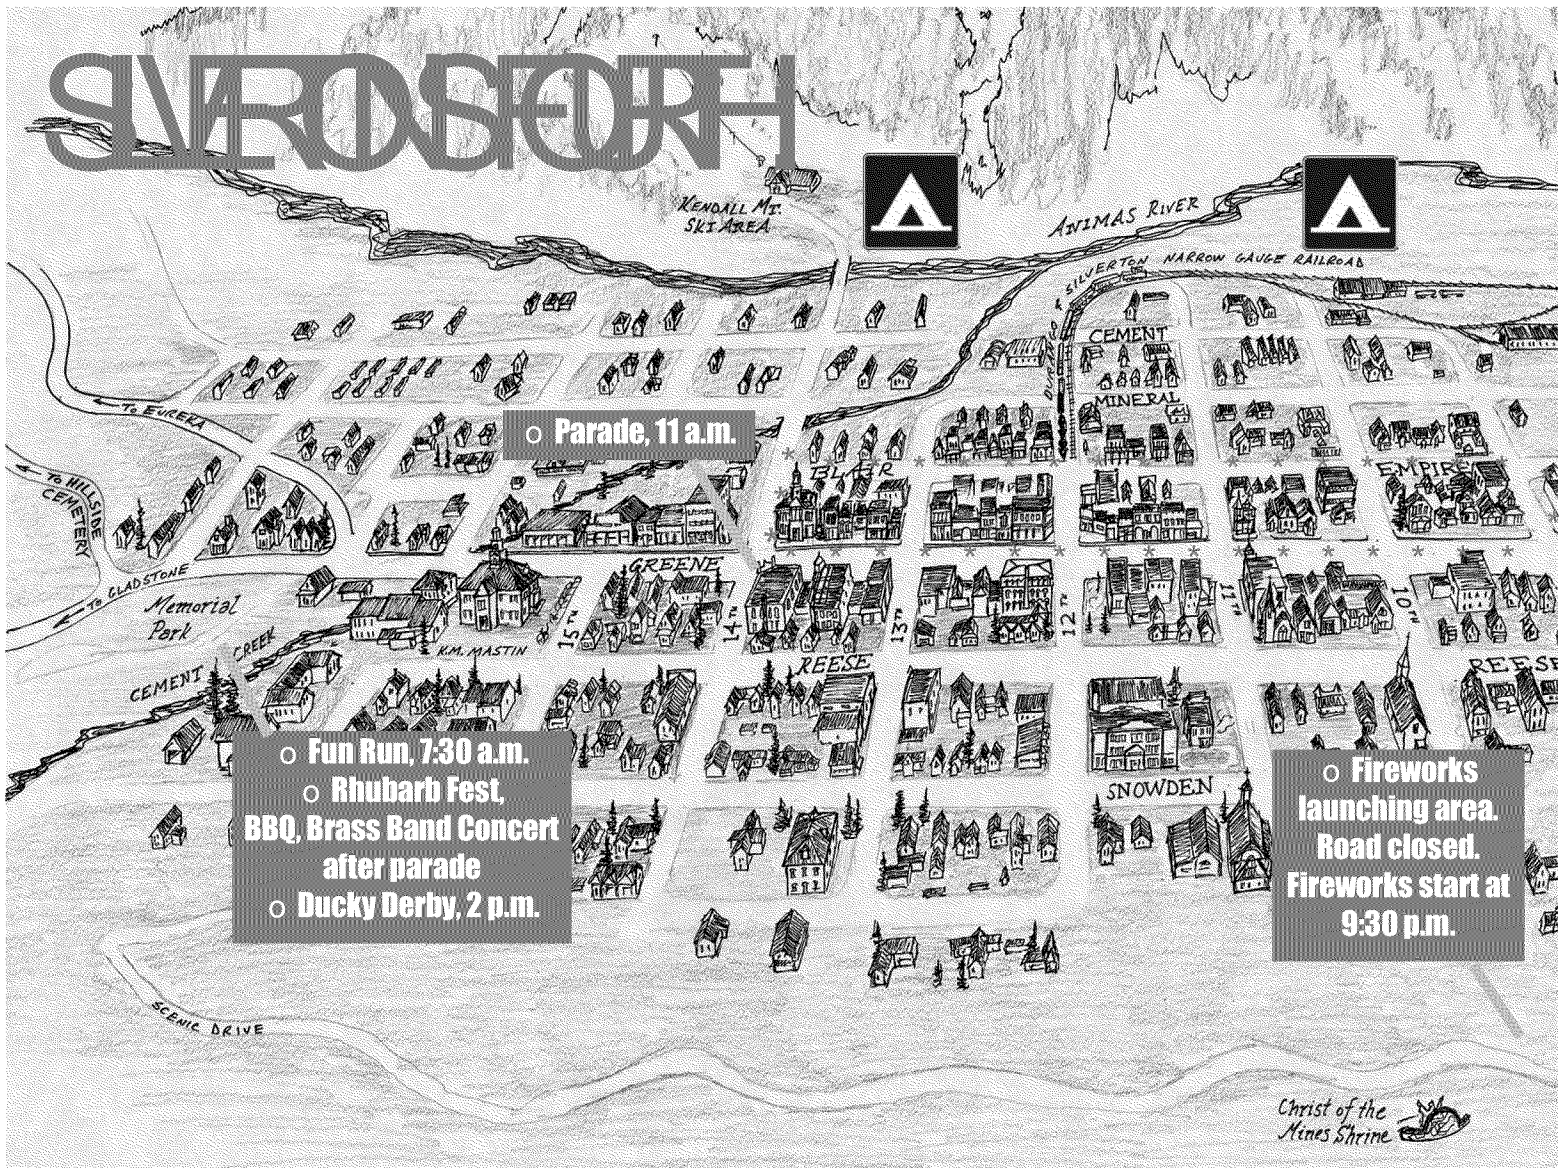 SILVERTON'S FOURTH
KENDALL MT.
SKI AREA
ANIMAS RIVER
DURANGO & SILVERTON NARROW GAUGE RAILROAD
CEMENT
MINERAL
TO EUREKA
o Parade, 11 a.m.
BLAIR
EMPIRE
TO HILLSIDE
CEMETERY
GREENE
TO GLADSTONE
Memorial
Park
15TH
14TH
13TH
12TH
11TH
10TH
K.M. MASTIN
CEMENT CREEK
REESE
REESE
o Fun Run, 7:30 a.m.
o Rhubarb Fest,
BBQ, Brass Band Concert
after parade
o Ducky Derby, 2 p.m.
SNOWDEN
o Fireworks
launching area.
Road closed.
Fireworks start at
9:30 p.m.
SCENIC DRIVE
Christ of the
Mines Shrine